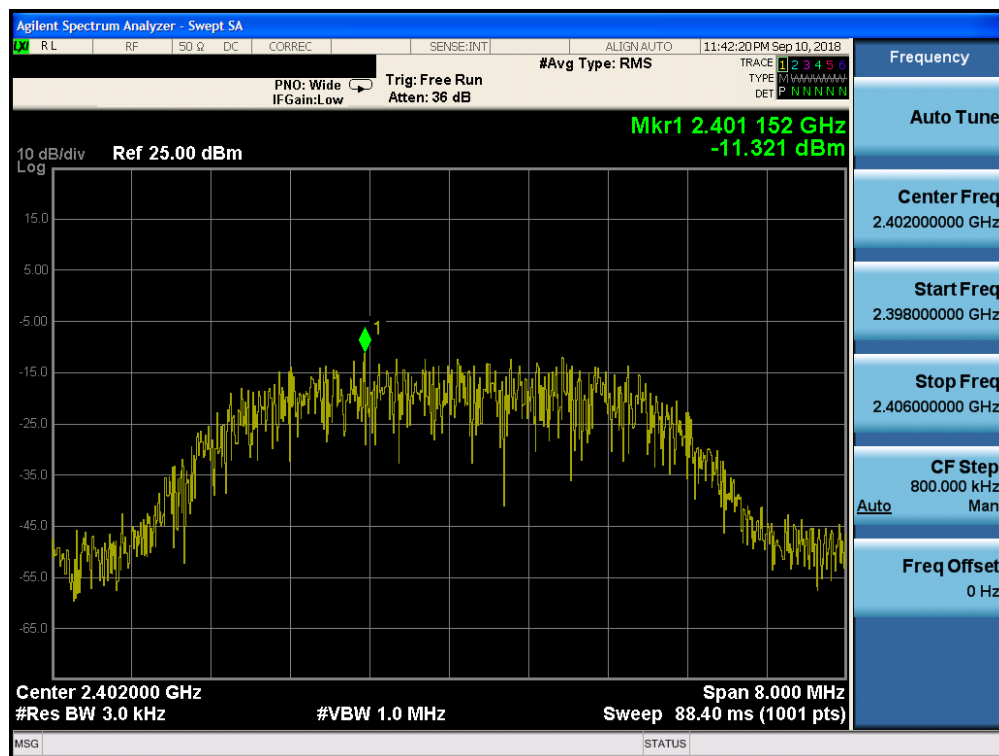 Agilent Spectrum Analyzer - Swept SA
LXI RL RF 50 Ω DC CORREC SENSE:INT ALIGN AUTO 11:42:20 PM Sep 10, 2018
#Avg Type: RMS TRACE 1 2 3 4 5 6
PNO: Wide Trig: Free Run TYPE M W W W W W
IFGain:Low Atten: 36 dB DET P N N N N N
Mkr1 2.401 152 GHz
-11.321 dBm
10 dB/div Ref 25.00 dBm
Log
15.0
5.00
-5.00
1
-15.0
-25.0
-35.0
-45.0
-55.0
-65.0
Center 2.402000 GHz Span 8.000 MHz
#Res BW 3.0 kHz #VBW 1.0 MHz Sweep 88.40 ms (1001 pts)
MSG STATUS
Frequency
Auto Tune
Center Freq
2.402000000 GHz
Start Freq
2.398000000 GHz
Stop Freq
2.406000000 GHz
CF Step
800.000 kHz
Auto Man
Freq Offset
0 Hz